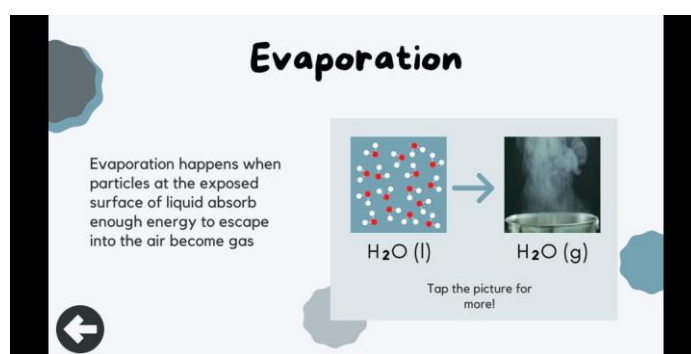 Evaporation
Evaporation happens when
particles at the exposed
surface of liquid absorb
enough energy to escape
into the air become gas
H₂O (l)
H₂O (g)
Tap the picture for
more!